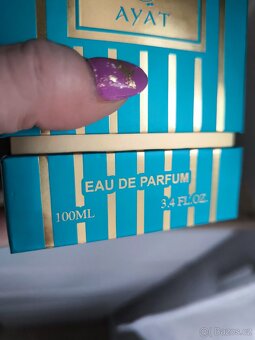 AYAT
EAU DE PARFUM
100ML
3.4 FL.OZ.
Bazos.cz